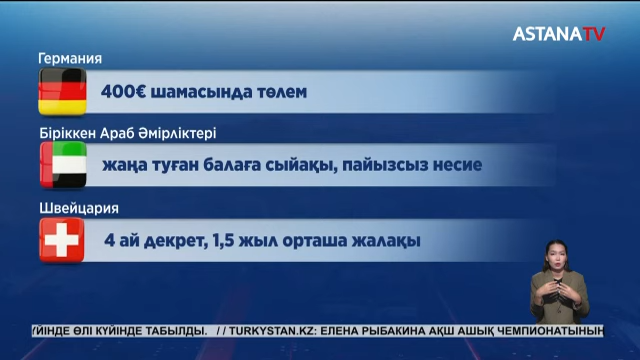 ASTANATV
Германия
400€ шамасында төлем
Біріккен Араб Әмірліктері
жаңа туған балаға сыйақы, пайызсыз несие
Швейцария
4 ай декрет, 1,5 жыл орташа жалақы
ҮЙІНДЕ ӨЛІ КҮЙІНДЕ ТАБЫЛДЫ. // TURKYSTAN.KZ: ЕЛЕНА РЫБАКИНА АҚШ АШЫҚ ЧЕМПИОНАТЫНЫН